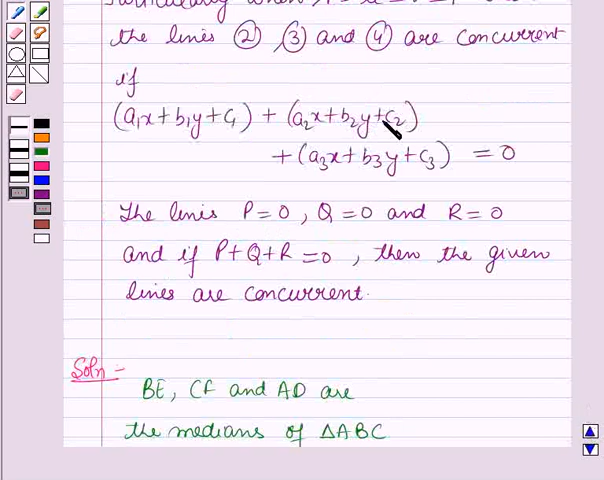 the lines ②, ③ and ④ are concurrent
if
(a₁x+b₁y+c₁) + (a₂x+b₂y+c₂)
+ (a₃x+b₃y+c₃) = 0
The lines P=0, Q=0 and R=0
and if P+Q+R=0, then the given
lines are concurrent.
Soln -
BE, CF and AD are
the medians of ΔABC